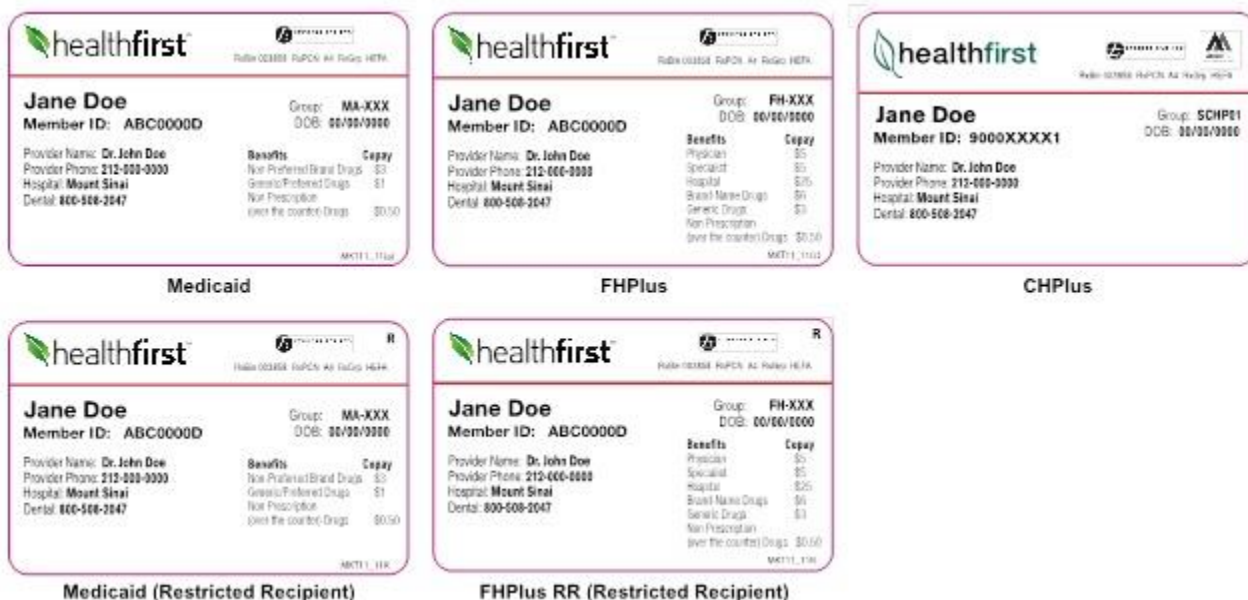 healthfirst
Jane Doe
Member ID: ABC0000D
Group: MA-XXX
DOB: 00/00/0000
Provider Name: Dr. John Doe
Provider Phone: 212-000-0000
Hospital: Mount Sinai
Dental: 800-508-2047
Benefits Copay
Non Preferred Brand Drugs $3
Generic/Preferred Drugs $1
Non Prescription
(over the counter) Drugs $0.50
Medicaid
healthfirst
Jane Doe
Member ID: ABC0000D
Group: FH-XXX
DOB: 00/00/0000
Provider Name: Dr. John Doe
Provider Phone: 212-000-0000
Hospital: Mount Sinai
Dental: 800-508-2047
Benefits Copay
Physician $5
Specialist $5
Hospital $25
Brand Name Drugs $6
Generic Drugs $3
Non Prescription
(over the counter) Drugs $0.50
FHPlus
healthfirst
Jane Doe
Member ID: 9000XXXX1
Group: SCHP01
DOB: 00/00/0000
Provider Name: Dr. John Doe
Provider Phone: 212-000-0000
Hospital: Mount Sinai
Dental: 800-508-2047
CHPlus
healthfirst
R
Jane Doe
Member ID: ABC0000D
Group: MA-XXX
DOB: 00/00/0000
Provider Name: Dr. John Doe
Provider Phone: 212-000-0000
Hospital: Mount Sinai
Dental: 800-508-2047
Benefits Copay
Non Preferred Brand Drugs $3
Generic/Preferred Drugs $1
Non Prescription
(over the counter) Drugs $0.50
Medicaid (Restricted Recipient)
healthfirst
R
Jane Doe
Member ID: ABC0000D
Group: FH-XXX
DOB: 00/00/0000
Provider Name: Dr. John Doe
Provider Phone: 212-000-0000
Hospital: Mount Sinai
Dental: 800-508-2047
Benefits Copay
Physician $5
Specialist $5
Hospital $25
Brand Name Drugs $6
Generic Drugs $3
Non Prescription
(over the counter) Drugs $0.50
FHPlus RR (Restricted Recipient)